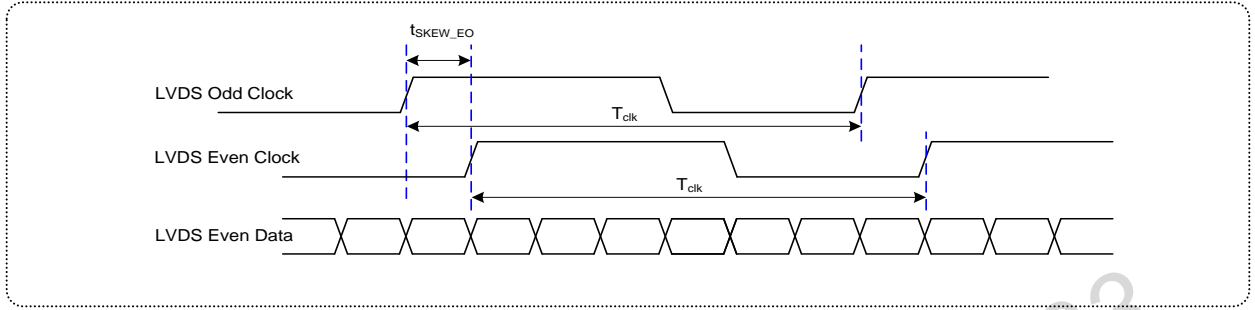 tSKEW_EO
LVDS Odd Clock
Tclk
LVDS Even Clock
Tclk
LVDS Even Data